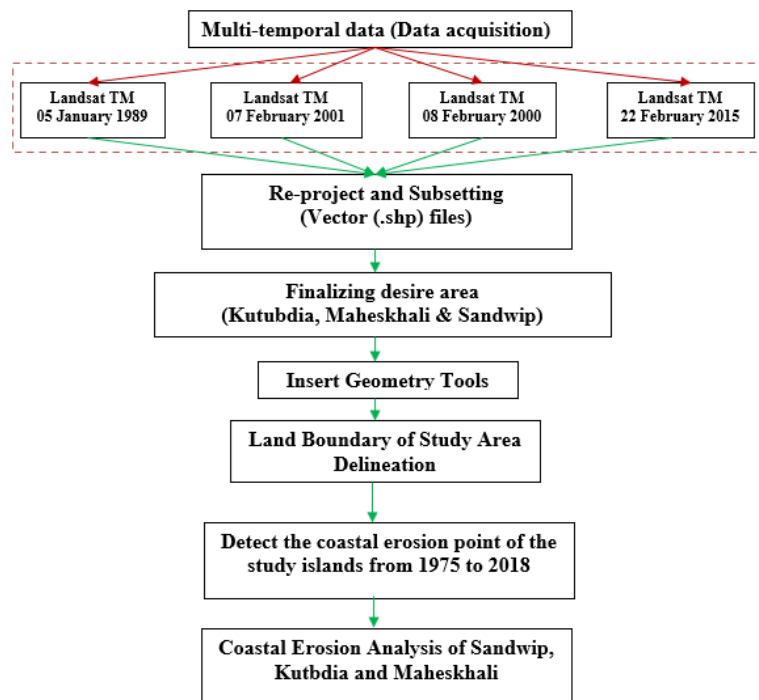 Multi-temporal data (Data acquisition)
Landsat TM
05 January 1989
Landsat TM
07 February 2001
Landsat TM
08 February 2000
Landsat TM
22 February 2015
Re-project and Subsetting
(Vector (.shp) files)
Finalizing desire area
(Kutubdia, Maheskhali & Sandwip)
Insert Geometry Tools
Land Boundary of Study Area
Delineation
Detect the coastal erosion point of the
study islands from 1975 to 2018
Coastal Erosion Analysis of Sandwip,
Kutbdia and Maheskhali